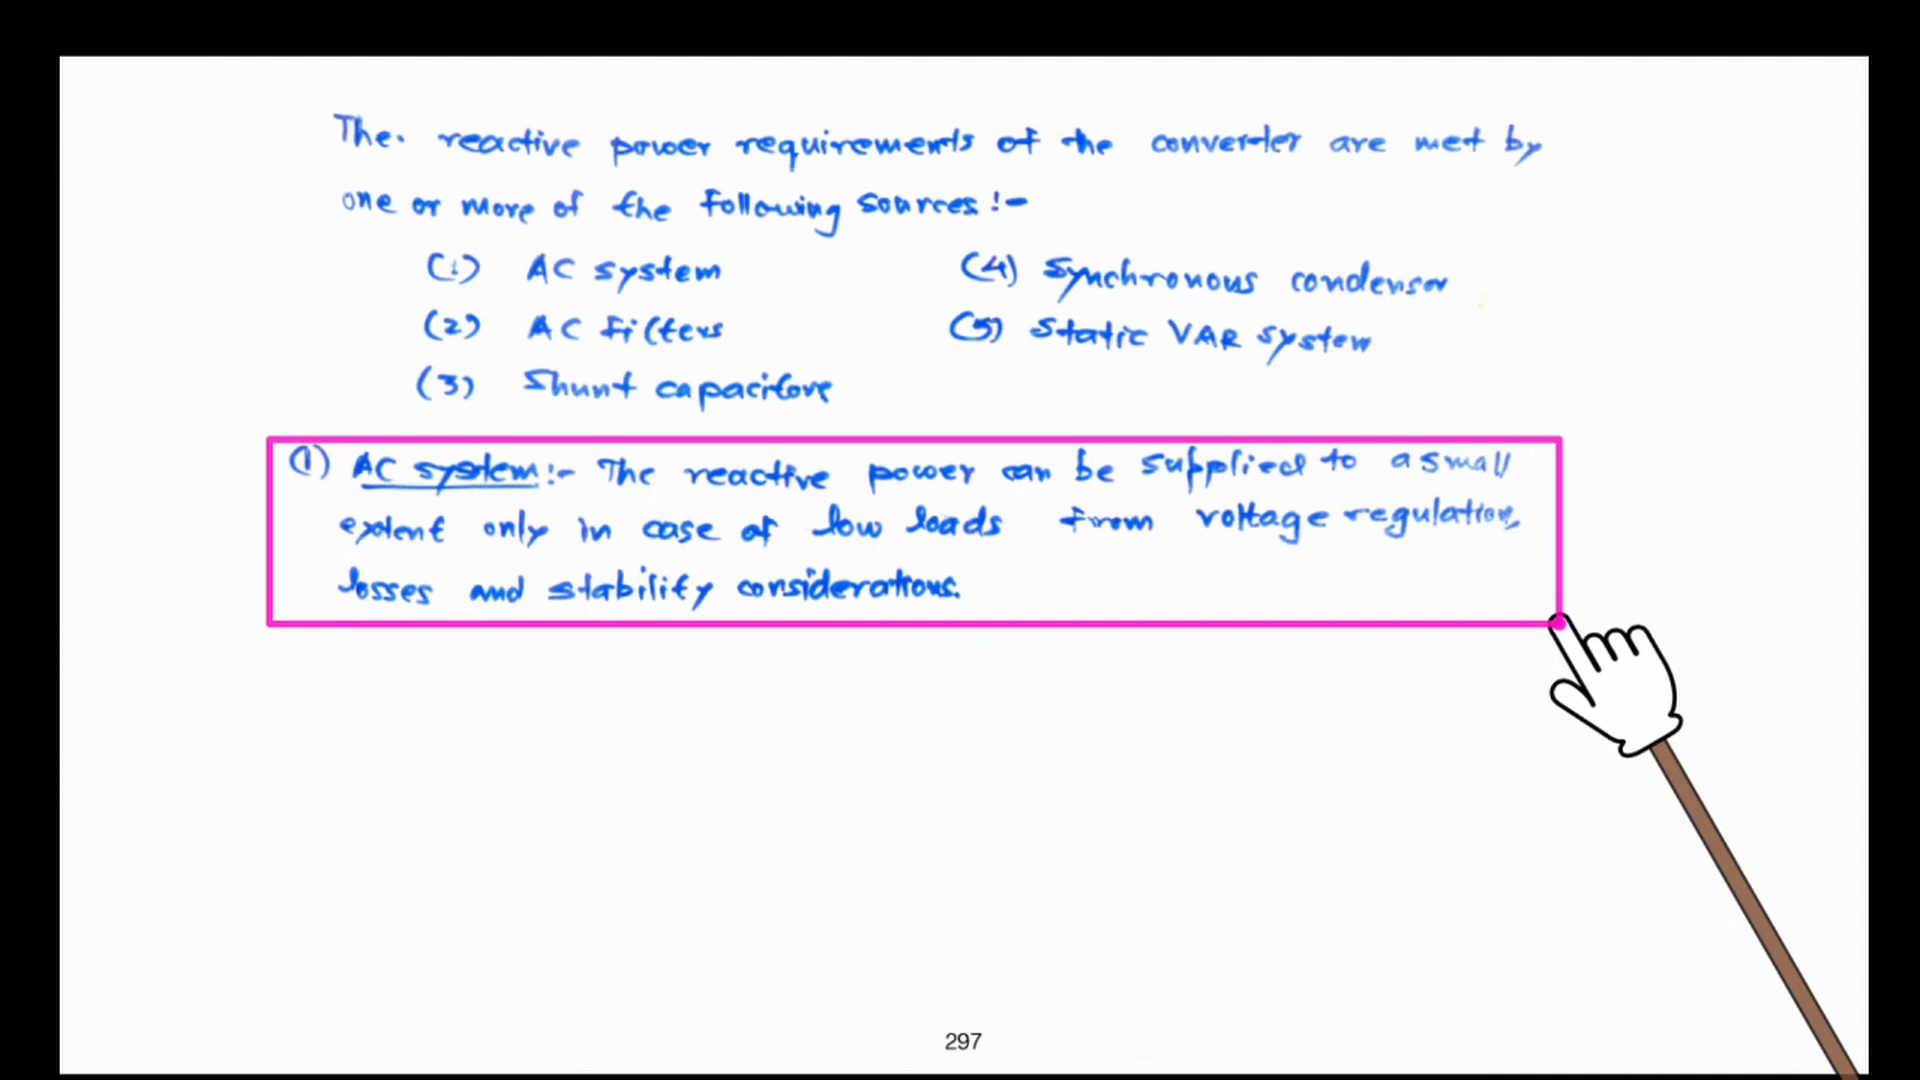 The. reactive power requirements of the converter are met by
one or more of the following sources :-
(1) AC system
(4) Synchronous condenser
(2) AC filters
(5) Static VAR system
(3) Shunt capacitors
(1) AC system :- The reactive power can be supplied to a small
extent only in case of low loads from voltage regulation,
losses and stability considerations.
297